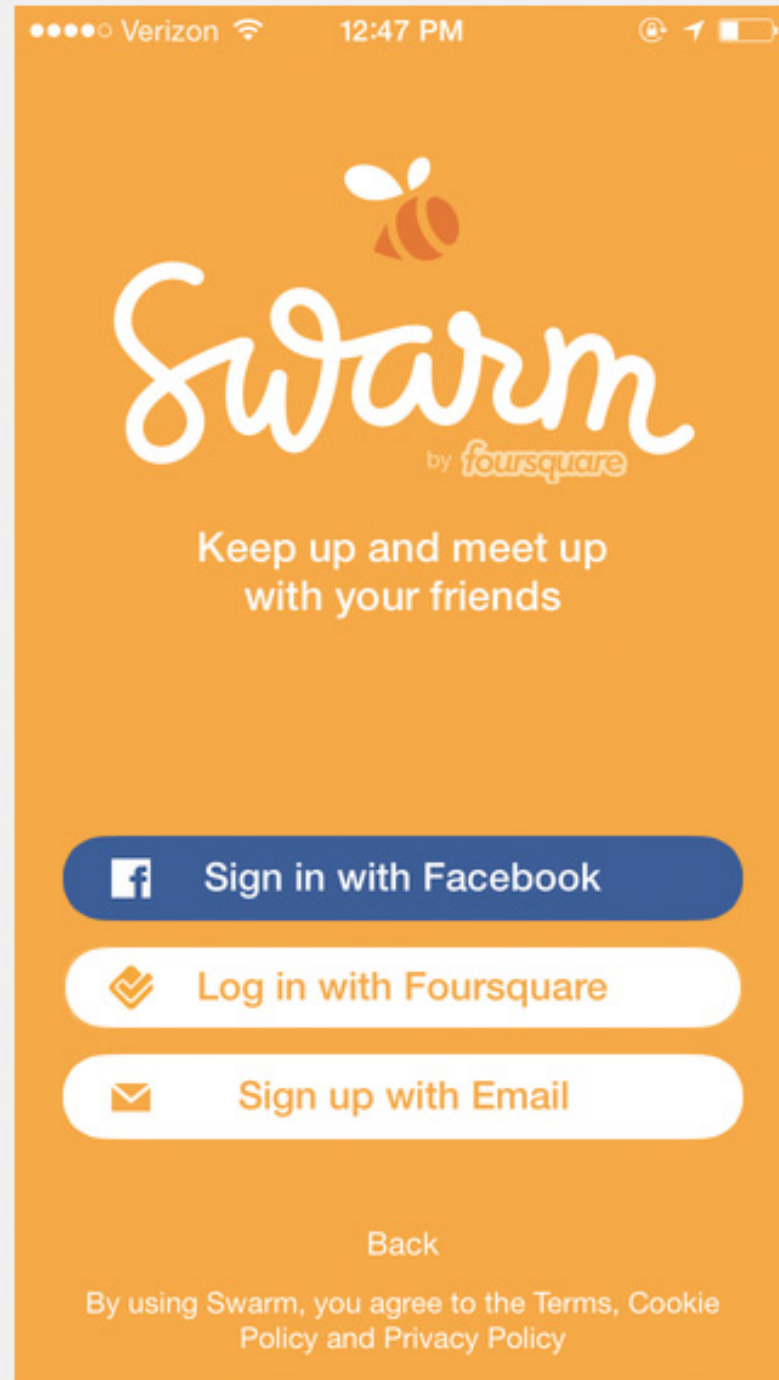 Verizon 12:47 PM
Swarm
by foursquare
Keep up and meet up
with your friends
Sign in with Facebook
Log in with Foursquare
Sign up with Email
Back
By using Swarm, you agree to the Terms, Cookie
Policy and Privacy Policy